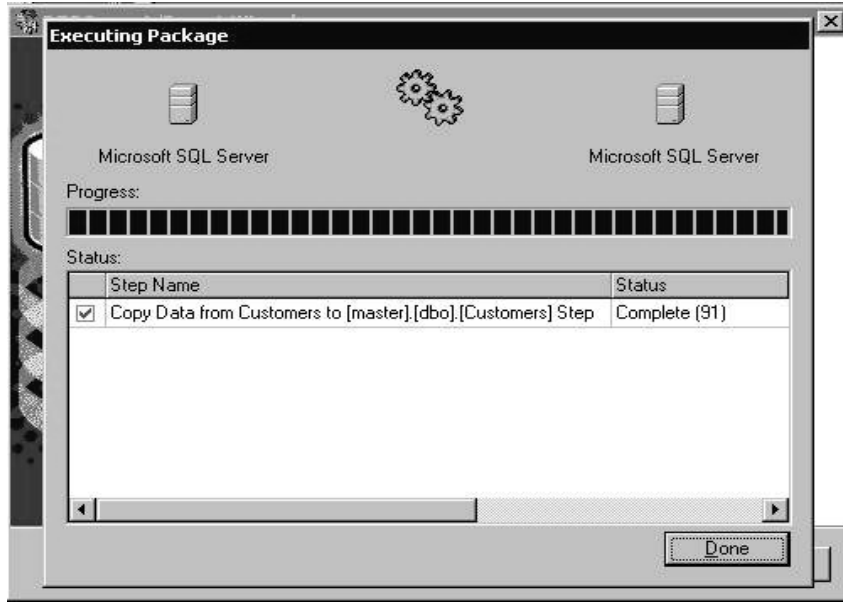 Executing Package
Microsoft SQL Server Microsoft SQL Server
Progress:
Status:
Step Name Status
Copy Data from Customers to [master].[dbo].[Customers] Step Complete (91)
Done